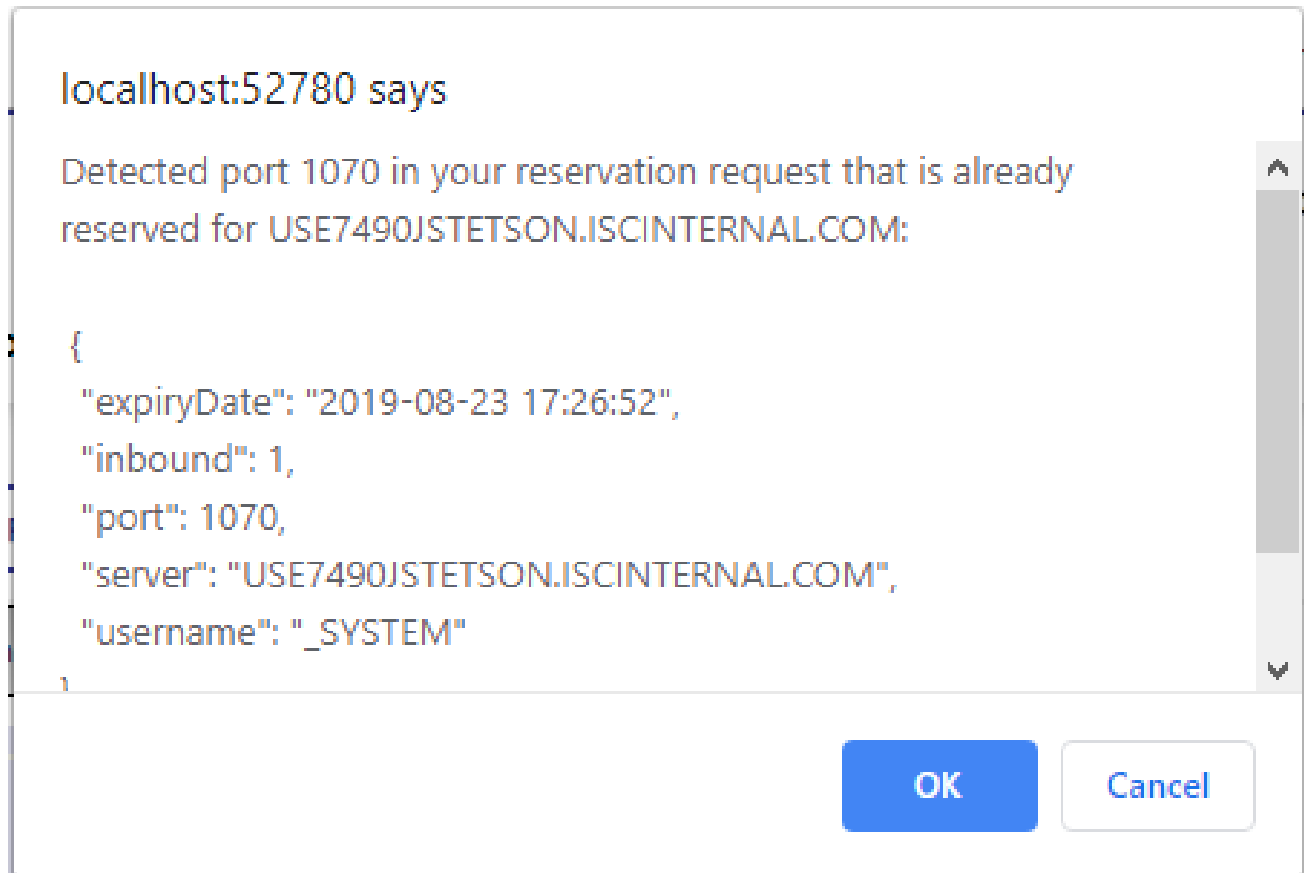 localhost:52780 says
Detected port 1070 in your reservation request that is already
reserved for USE7490JSTETSON.ISCINTERNAL.COM:
{
"expiryDate": "2019-08-23 17:26:52",
"inbound": 1,
"port": 1070,
"server": "USE7490JSTETSON.ISCINTERNAL.COM",
"username": "_SYSTEM"
OK
Cancel